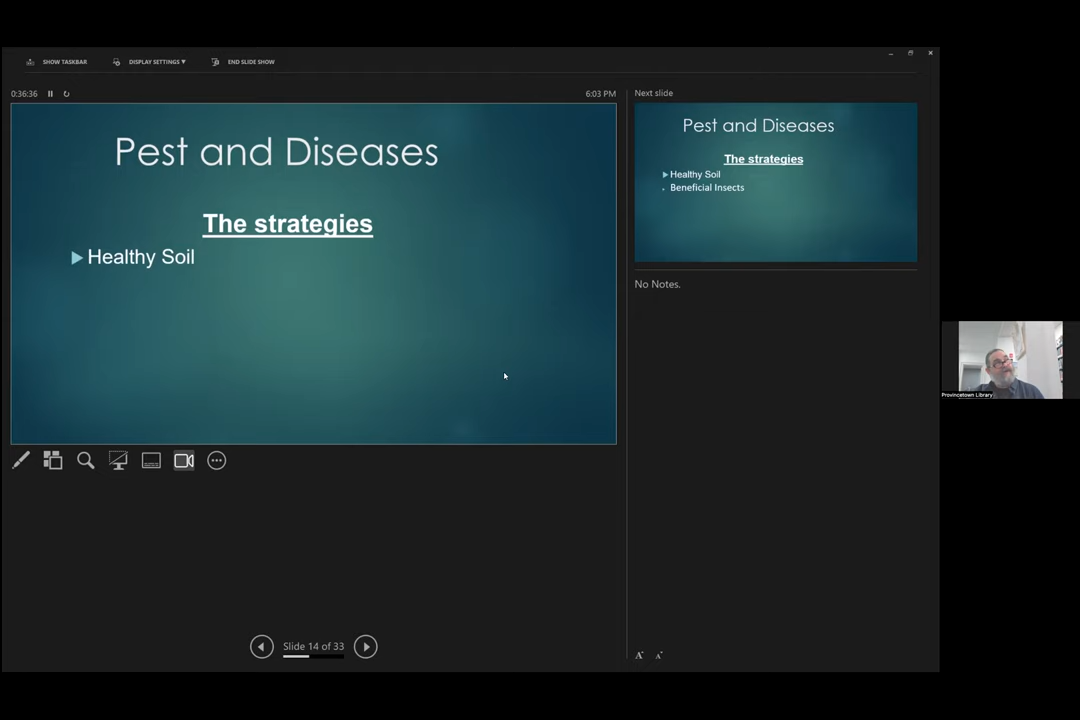 SHOW TASKBAR DISPLAY SETTINGS ▼ END SLIDE SHOW
0:36:36 6:03 PM
Pest and Diseases
The strategies
Healthy Soil
Next slide
Pest and Diseases
The strategies
Healthy Soil
Beneficial Insects
No Notes.
Provincetown Library
Slide 14 of 33
A A